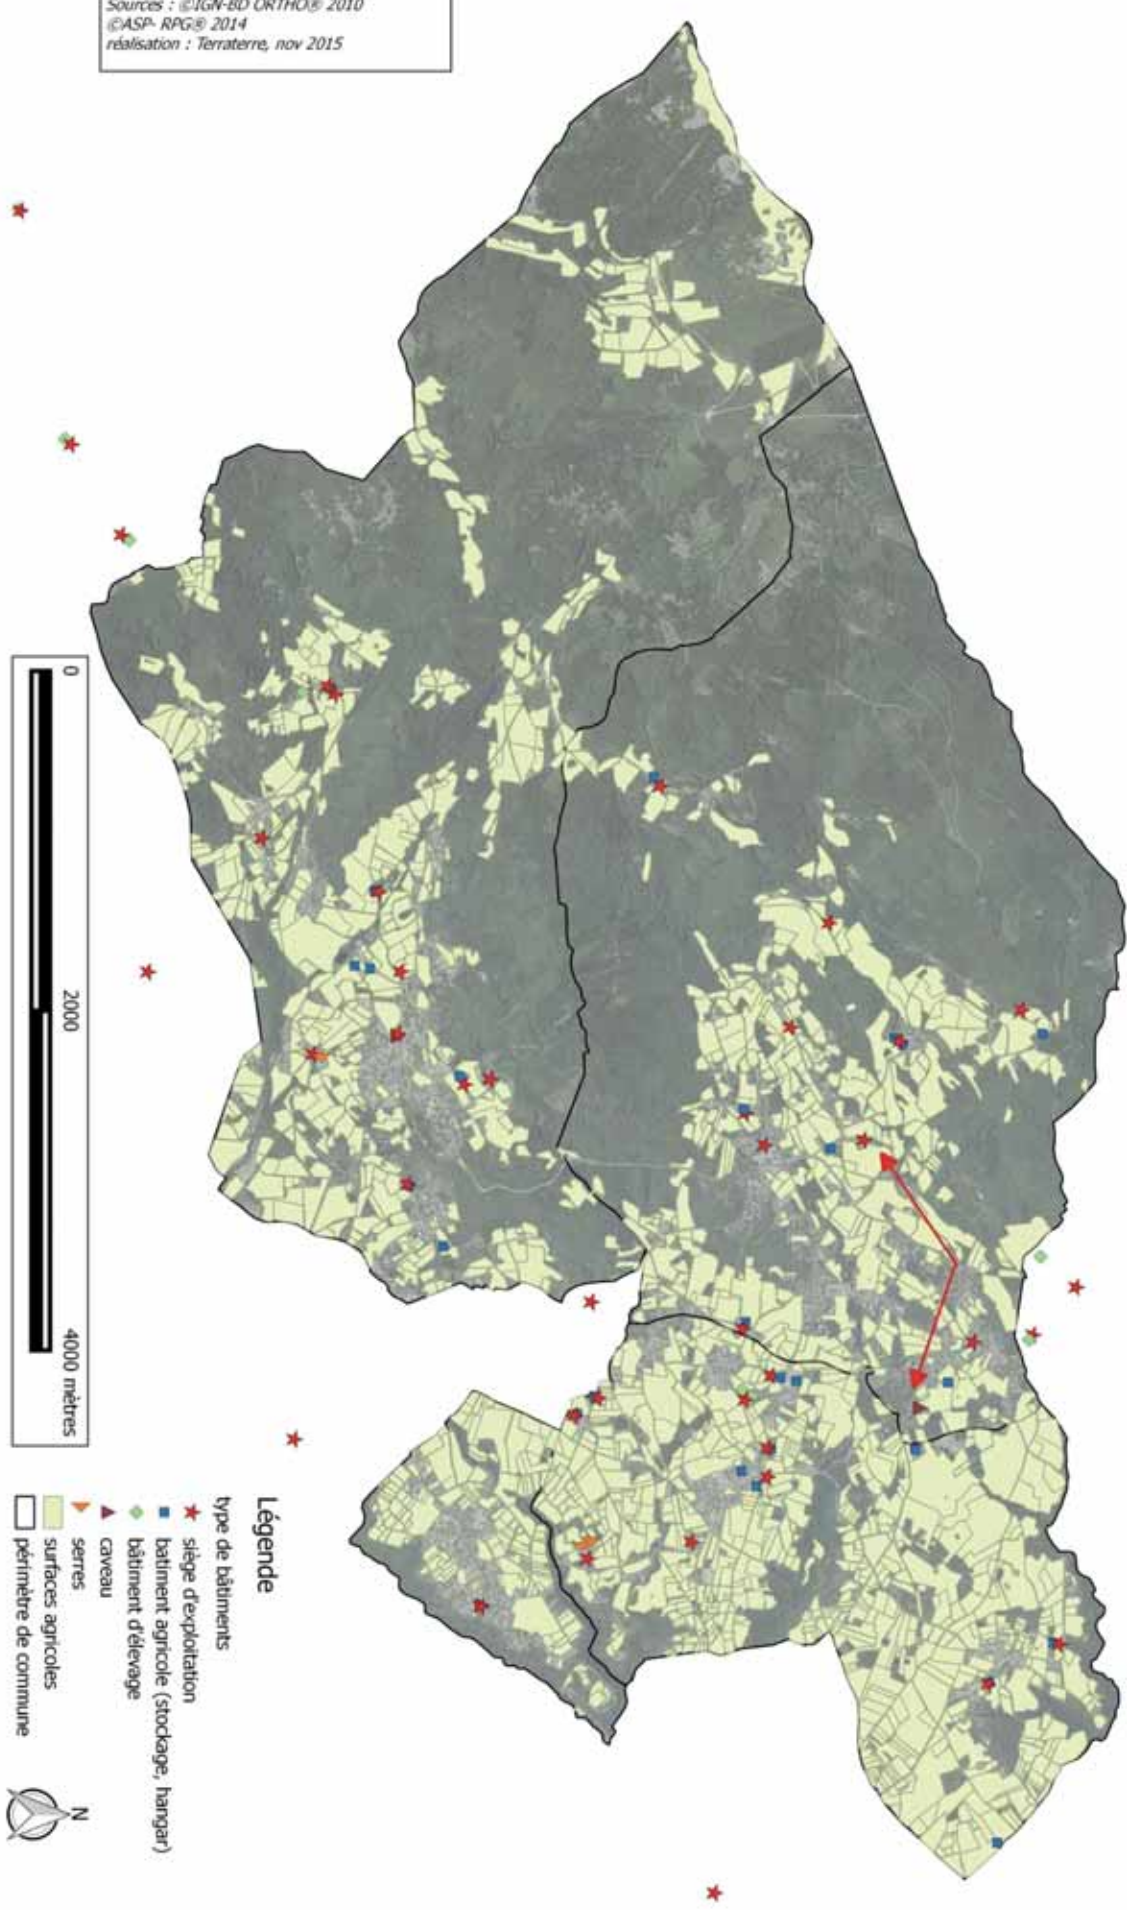 Sources : ©IGN-BD ORTHO® 2010
©ASP- RPG® 2014
réalisation : Terraterre, nov 2015
0
2000
4000 mètres
Légende
type de bâtiments
siège d'exploitation
batiment agricole (stockage, hangar)
bâtiment d'élevage
caveau
serres
surfaces agricoles
périmètre de commune
N